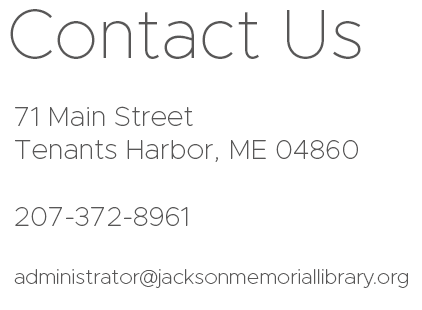 Contact Us
71 Main Street
Tenants Harbor, ME 04860
207-372-8961
administrator@jacksonmemoriallibrary.org